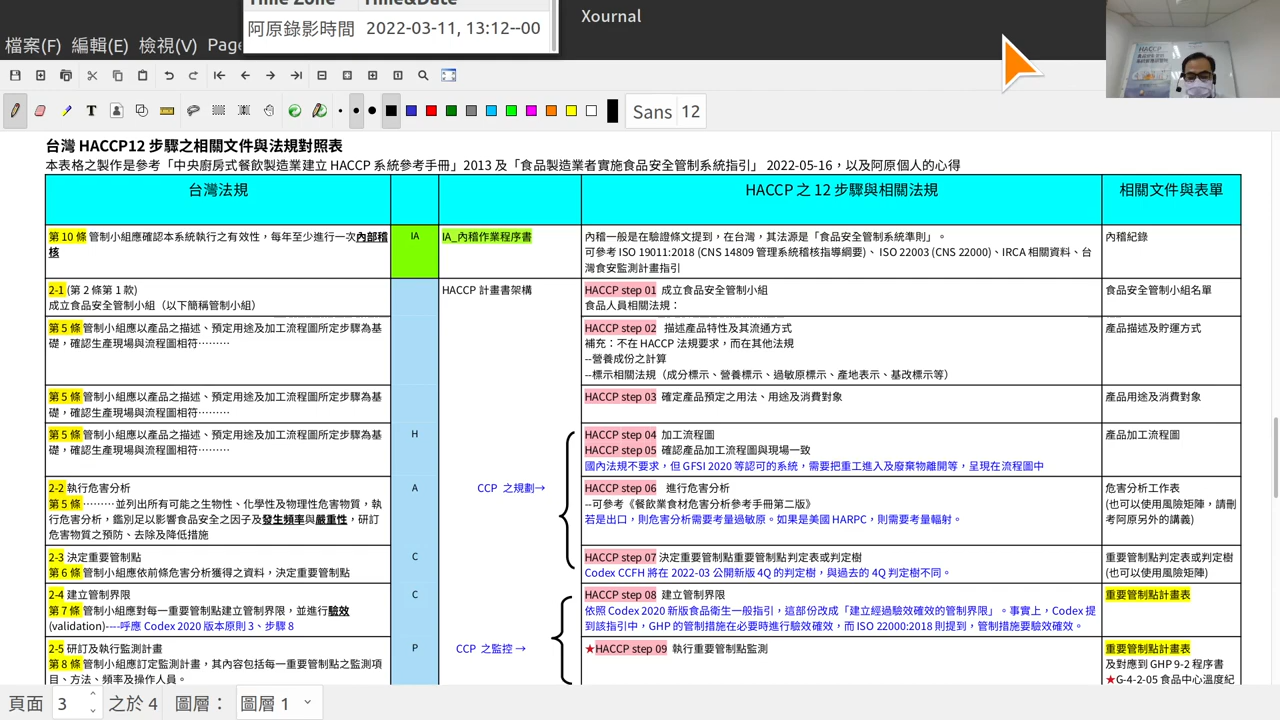 Time Zone Time&Date
阿原錄影時間 2022-03-11, 13:12--00
Xournal
檔案(F) 編輯(E) 檢視(V)
HACCP
Sans 12
台灣 HACCP12 步驟之相關文件與法規對照表
本表格之製作是參考「中央廚房式餐飲製造業建立 HACCP 系統參考手冊」2013 及「食品製造業者實施食品安全管制系統指引」 2022-05-16，以及阿原個人的心得
台灣法規
HACCP 之 12 步驟與相關法規
相關文件與表單
第 10 條 管制小組應確認本系統執行之有效性，每年至少進行一次內部稽
核
IA
IA_內稽作業程序書
內稽一般是在驗證條文提到，在台灣，其法源是「食品安全管制系統準則」。
可參考 ISO 19011:2018 (CNS 14809 管理系統稽核指導綱要)、 ISO 22003 (CNS 22000)、IRCA 相關資料、台
灣食安監測計畫指引
內稽紀錄
2-1 (第 2 條第 1 款)
成立食品安全管制小組（以下簡稱管制小組）
HACCP 計畫書架構
HACCP step 01 成立食品安全管制小組
食品人員相關法規：
食品安全管制小組名單
第 5 條 管制小組應以產品之描述、預定用途及加工流程圖所定步驟為基
礎，確認生產現場與流程圖相符………
HACCP step 02 描述產品特性及其流通方式
補充：不在 HACCP 法規要求，而在其他法規
--營養成份之計算
--標示相關法規（成分標示、營養標示、過敏原標示、產地表示、基改標示等）
產品描述及貯運方式
第 5 條 管制小組應以產品之描述、預定用途及加工流程圖所定步驟為基
礎，確認生產現場與流程圖相符………
HACCP step 03 確定產品預定之用法、用途及消費對象
產品用途及消費對象
第 5 條 管制小組應以產品之描述、預定用途及加工流程圖所定步驟為基
礎，確認生產現場與流程圖相符………
H
HACCP step 04 加工流程圖
HACCP step 05 確認產品加工流程圖與現場一致
國內法規不要求，但 GFSI 2020 等認可的系統，需要把重工進入及廢棄物離開等，呈現在流程圖中
產品加工流程圖
2-2 執行危害分析
第 5 條 ………並列出所有可能之生物性、化學性及物理性危害物質，執
行危害分析，鑑別足以影響食品安全之因子及發生頻率與嚴重性，研訂
危害物質之預防、去除及降低措施
A
CCP 之規劃→
HACCP step 06 進行危害分析
--可參考《餐飲業食材危害分析參考手冊第二版》
若是出口，則危害分析需要考量過敏原。如果是美國 HARPC，則需要考量輻射。
危害分析工作表
(也可以使用風險矩陣，請刪
考阿原另外的講義)
2-3 決定重要管制點
第 6 條 管制小組應依前條危害分析獲得之資料，決定重要管制點
C
HACCP step 07 決定重要管制點重要管制點判定表或判定樹
Codex CCFH 將在 2022-03 公開新版 4Q 的判定樹，與過去的 4Q 判定樹不同。
重要管制點判定表或判定樹
(也可以使用風險矩陣)
2-4 建立管制界限
第 7 條 管制小組應對每一重要管制點建立管制界限，並進行驗效
(validation)----呼應 Codex 2020 版本原則 3、步驟 8
C
HACCP step 08 建立管制界限
依照 Codex 2020 新版食品衛生一般指引，這部份改成「建立經過驗效確效的管制界限」。事實上，Codex 提
到該指引中，GHP 的管制措施在必要時進行驗效確效，而 ISO 22000:2018 則提到，管制措施要驗效確效。
重要管制點計畫表
2-5 研訂及執行監測計畫
第 8 條 管制小組應訂定監測計畫，其內容包括每一重要管制點之監測項
目、方法、頻率及操作人員。
P
CCP 之監控 →
★HACCP step 09 執行重要管制點監測
重要管制點計畫表
及對應到 GHP 9-2 程序書
★G-4-2-05 食品中心溫度紀
頁面 3 之於 4 圖層： 圖層 1